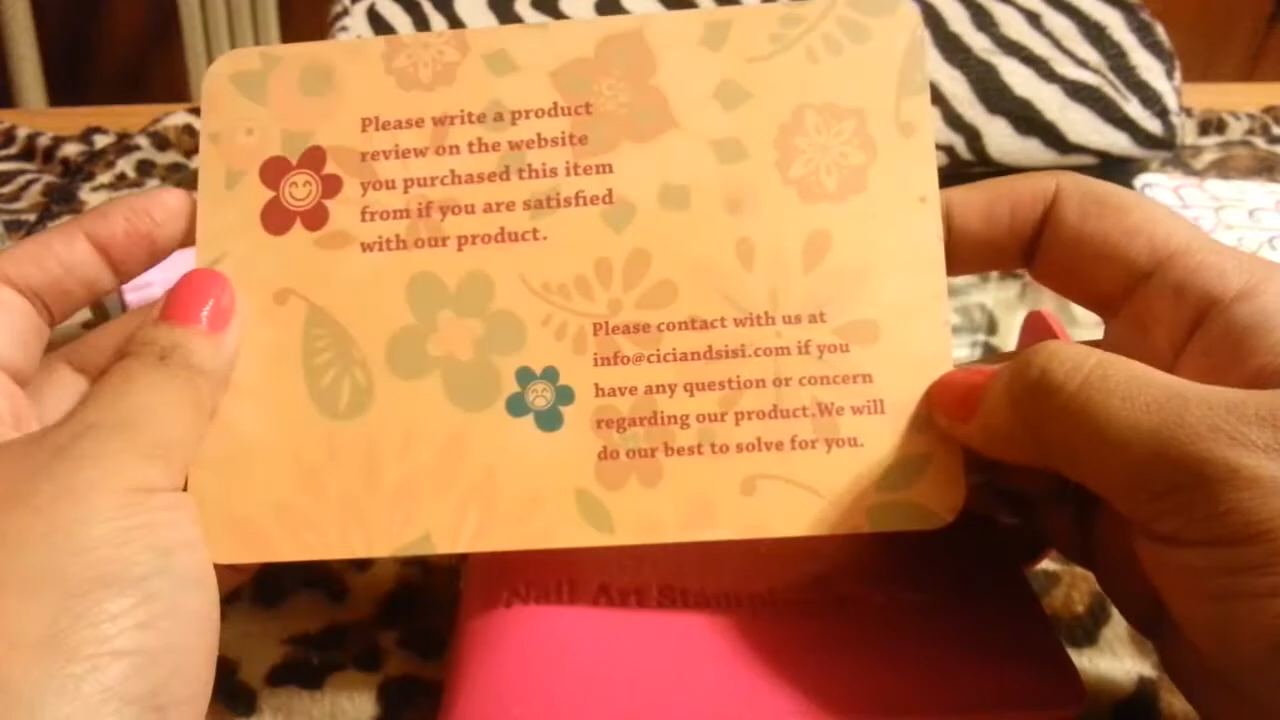 Please write a product
review on the website
you purchased this item
from if you are satisfied
with our product.
Please contact with us at
info@ciciandsisi.com if you
have any question or concern
regarding our product.We will
do our best to solve for you.
Nail Art Stamping